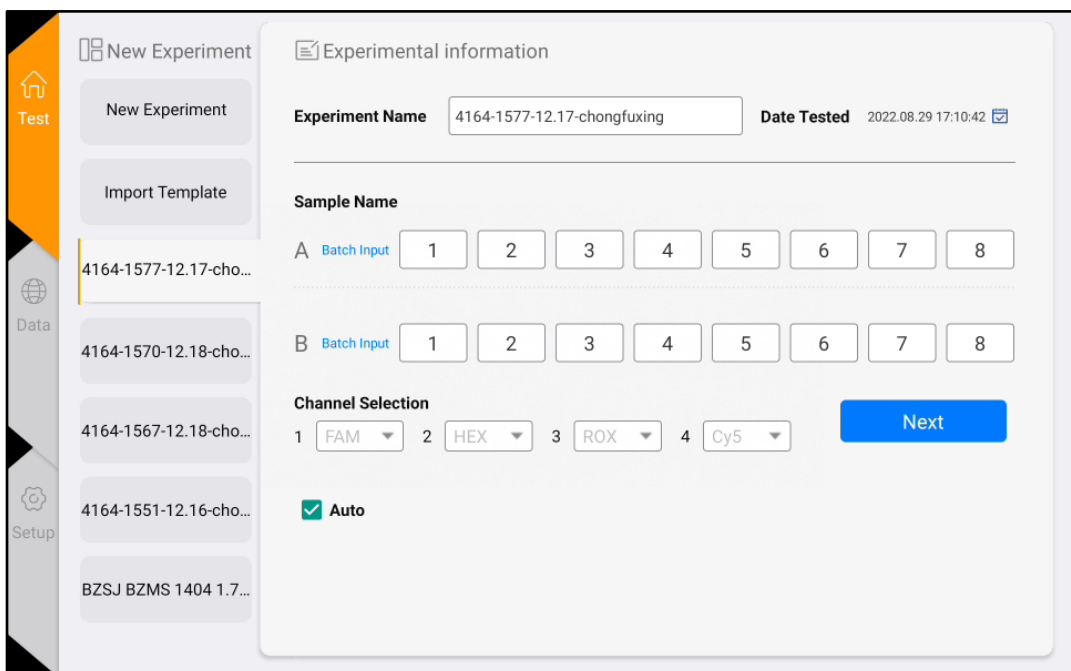 Test
Data
Setup
New Experiment
New Experiment
Import Template
4164-1577-12.17-cho...
4164-1570-12.18-cho...
4164-1567-12.18-cho...
4164-1551-12.16-cho...
BZSJ BZMS 1404 1.7...
Experimental information
Experiment Name 4164-1577-12.17-chongfuxing Date Tested 2022.08.29 17:10:42
Sample Name
A Batch Input 1 2 3 4 5 6 7 8
B Batch Input 1 2 3 4 5 6 7 8
Channel Selection
1 FAM 2 HEX 3 ROX 4 Cy5
Next
Auto